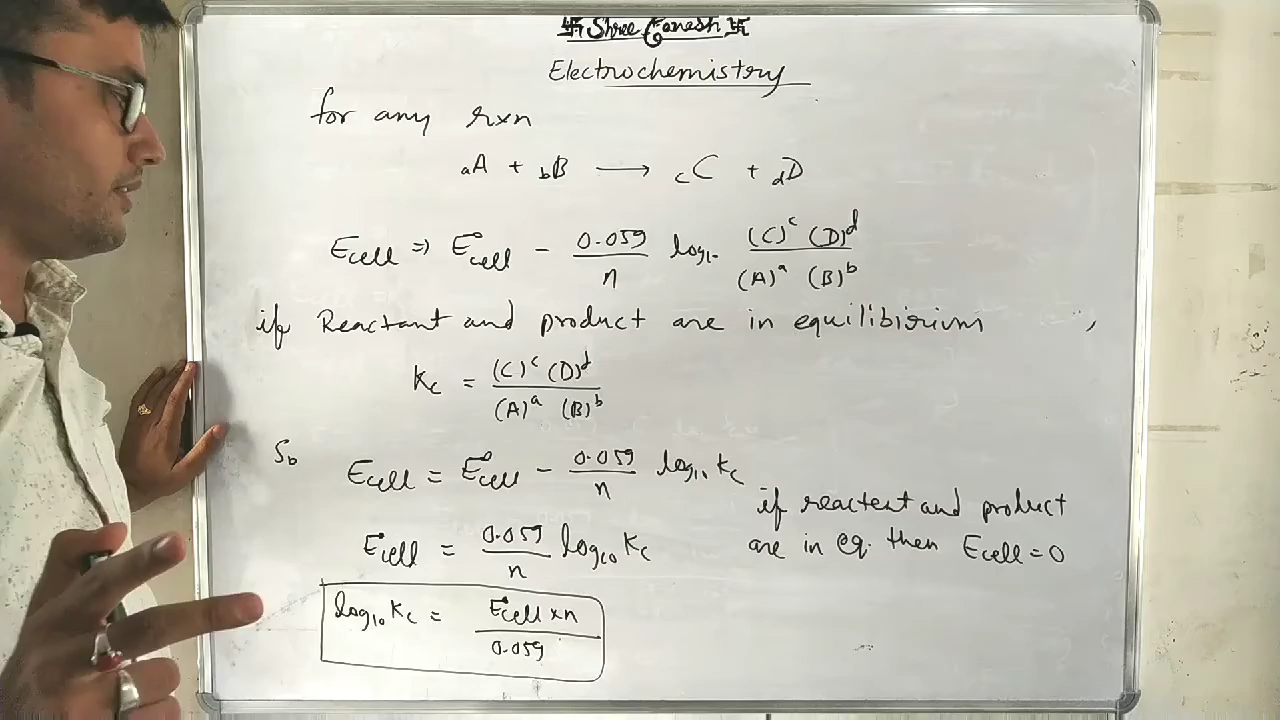 卐 Shree Ganesh 卐
Electrochemistry
for any rxn
aA + bB ⟶ cC + dD
Ecell ⇒ E°cell - 0.059/n log₁₀ (C)ᶜ (D)ᵈ / (A)ᵃ (B)ᵇ
if Reactant and product are in equilibirium ,
Kc = (C)ᶜ (D)ᵈ / (A)ᵃ (B)ᵇ
So
Ecell = E°cell - 0.059/n log₁₀ Kc
if reactent and product
are in eq. then Ecell = 0
E°cell = 0.059/n log₁₀ Kc
log₁₀ Kc = E°cell × n / 0.059